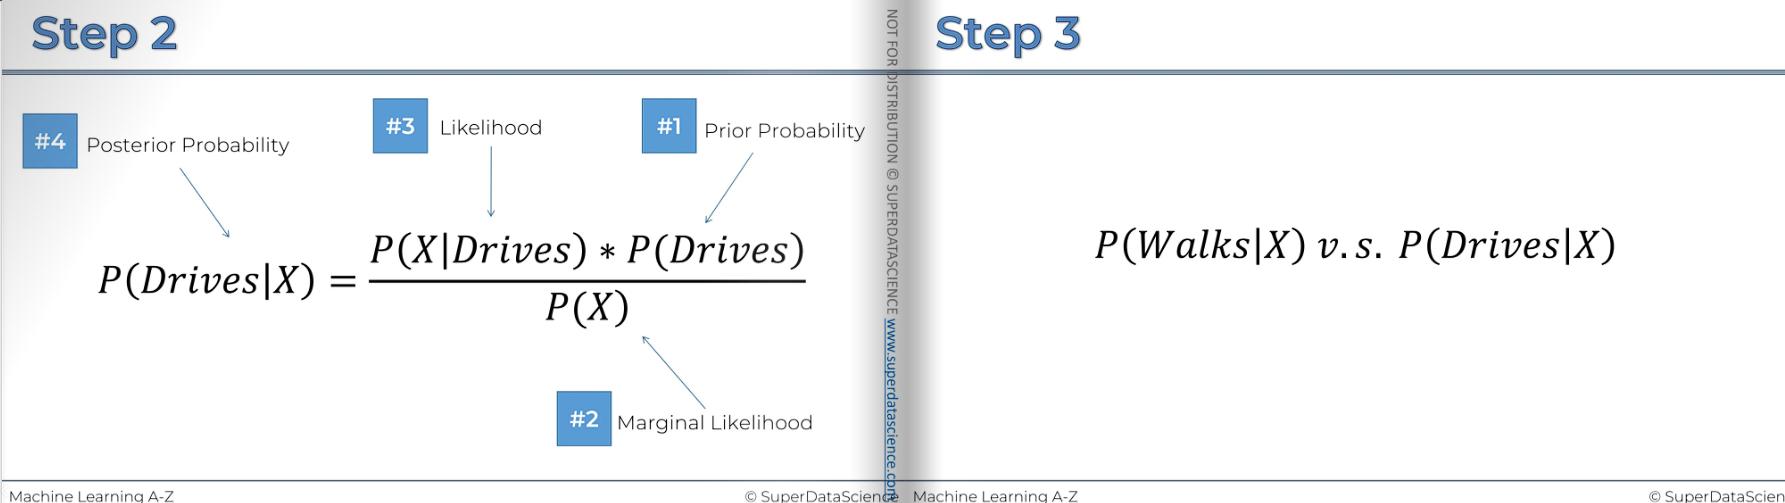 Step 2
#4 Posterior Probability
#3 Likelihood
#1 Prior Probability
P(Drives|X) = P(X|Drives) * P(Drives) / P(X)
#2 Marginal Likelihood
Machine Learning A-Z
© SuperDataScience
NOT FOR DISTRIBUTION © SUPERDATASCIENCE www.superdatascience.com
Step 3
P(Walks|X) v.s. P(Drives|X)
Machine Learning A-Z
© SuperDataScien